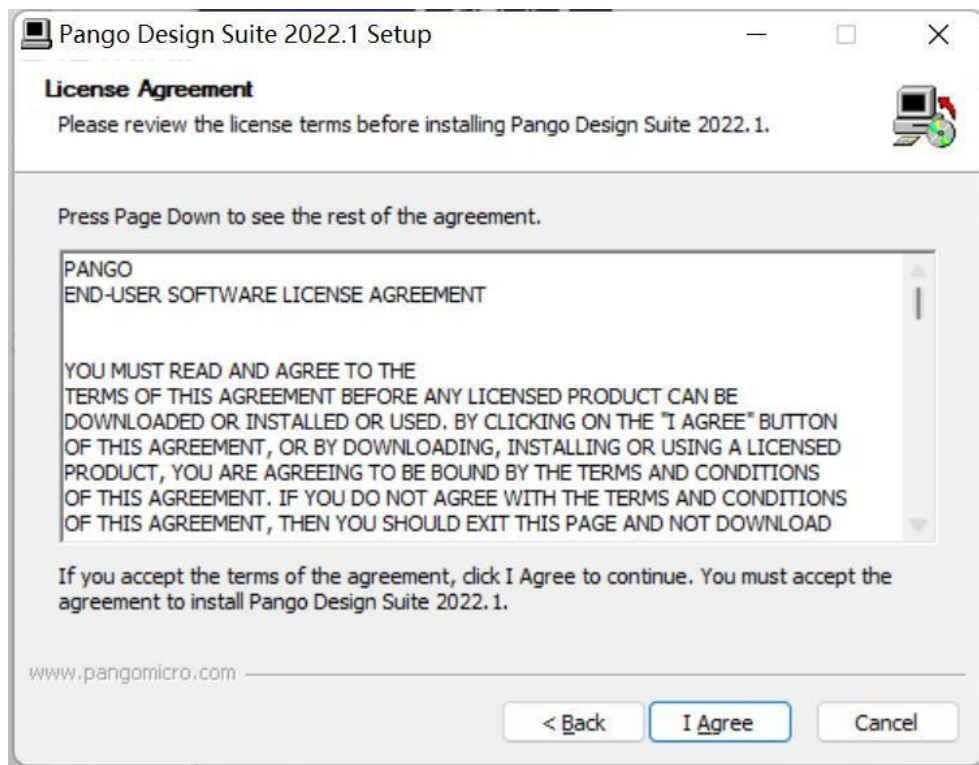 Pango Design Suite 2022.1 Setup
License Agreement
Please review the license terms before installing Pango Design Suite 2022.1.
Press Page Down to see the rest of the agreement.
PANGO
END-USER SOFTWARE LICENSE AGREEMENT
YOU MUST READ AND AGREE TO THE
TERMS OF THIS AGREEMENT BEFORE ANY LICENSED PRODUCT CAN BE
DOWNLOADED OR INSTALLED OR USED. BY CLICKING ON THE "I AGREE" BUTTON
OF THIS AGREEMENT, OR BY DOWNLOADING, INSTALLING OR USING A LICENSED
PRODUCT, YOU ARE AGREEING TO BE BOUND BY THE TERMS AND CONDITIONS
OF THIS AGREEMENT. IF YOU DO NOT AGREE WITH THE TERMS AND CONDITIONS
OF THIS AGREEMENT, THEN YOU SHOULD EXIT THIS PAGE AND NOT DOWNLOAD
If you accept the terms of the agreement, click I Agree to continue. You must accept the
agreement to install Pango Design Suite 2022.1.
www.pangomicro.com
< Back
I Agree
Cancel